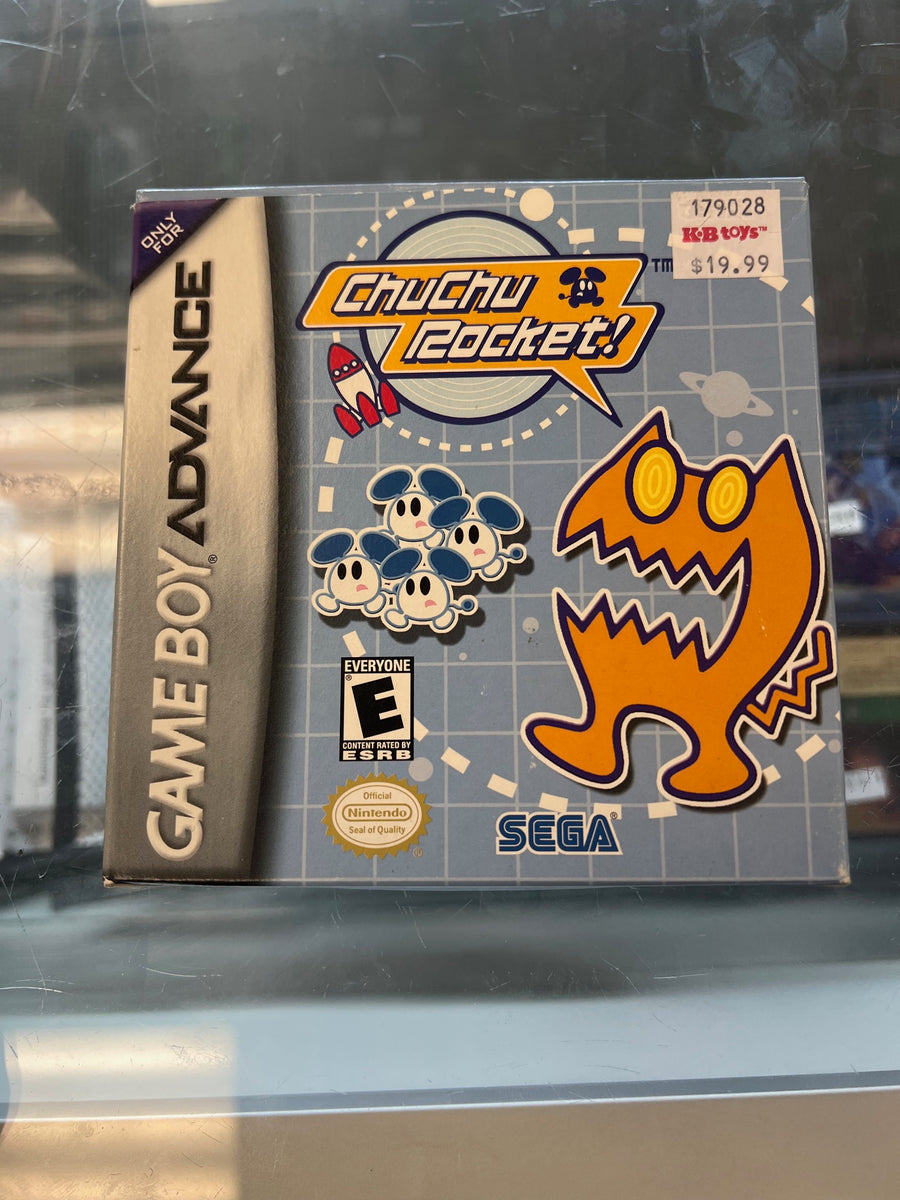 ONLY
FOR
GAME BOY® ADVANCE
ChuChu
Rocket!
TM
179028
K·B toys™
$19.99
EVERYONE
E
®
CONTENT RATED BY
ESRB
Official
Nintendo
Seal of Quality
®
SEGA®